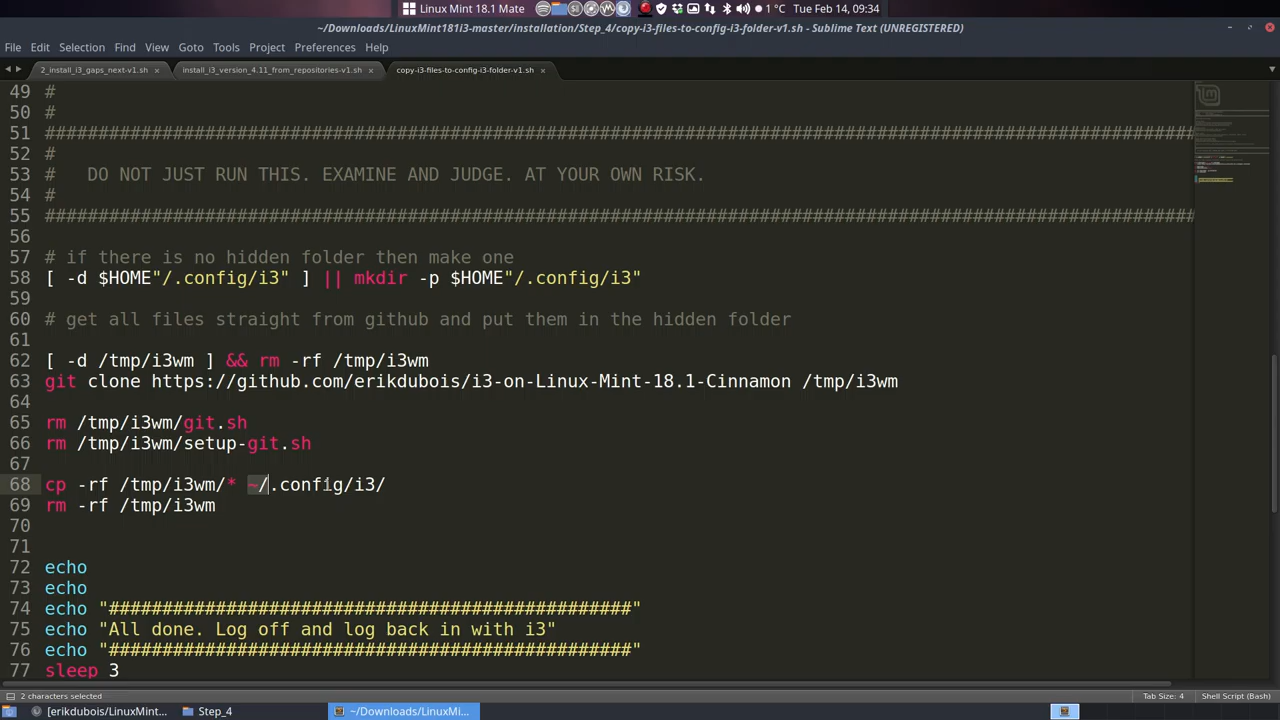 Linux Mint 18.1 Mate 1 °C Tue Feb 14, 09:34
~/Downloads/LinuxMint181i3-master/installation/Step_4/copy-i3-files-to-config-i3-folder-v1.sh - Sublime Text (UNREGISTERED)
File Edit Selection Find View Goto Tools Project Preferences Help
2_install_i3_gaps_next-v1.sh × install_i3_version_4.11_from_repositories-v1.sh × copy-i3-files-to-config-i3-folder-v1.sh ×
49 #
50 #
51 ############################################################################################################
52 #
53 #   DO NOT JUST RUN THIS. EXAMINE AND JUDGE. AT YOUR OWN RISK.
54 #
55 ############################################################################################################
56
57 # if there is no hidden folder then make one
58 [ -d $HOME"/.config/i3" ] || mkdir -p $HOME"/.config/i3"
59
60 # get all files straight from github and put them in the hidden folder
61
62 [ -d /tmp/i3wm ] && rm -rf /tmp/i3wm
63 git clone https://github.com/erikdubois/i3-on-Linux-Mint-18.1-Cinnamon /tmp/i3wm
64
65 rm /tmp/i3wm/git.sh
66 rm /tmp/i3wm/setup-git.sh
67
68 cp -rf /tmp/i3wm/* ~/.config/i3/
69 rm -rf /tmp/i3wm
70
71
72 echo
73 echo
74 echo "#################################################"
75 echo "All done. Log off and log back in with i3"
76 echo "#################################################"
77 sleep 3
2 characters selected Tab Size: 4 Shell Script (Bash)
[erikdubois/LinuxMint... Step_4 ~/Downloads/LinuxMi...